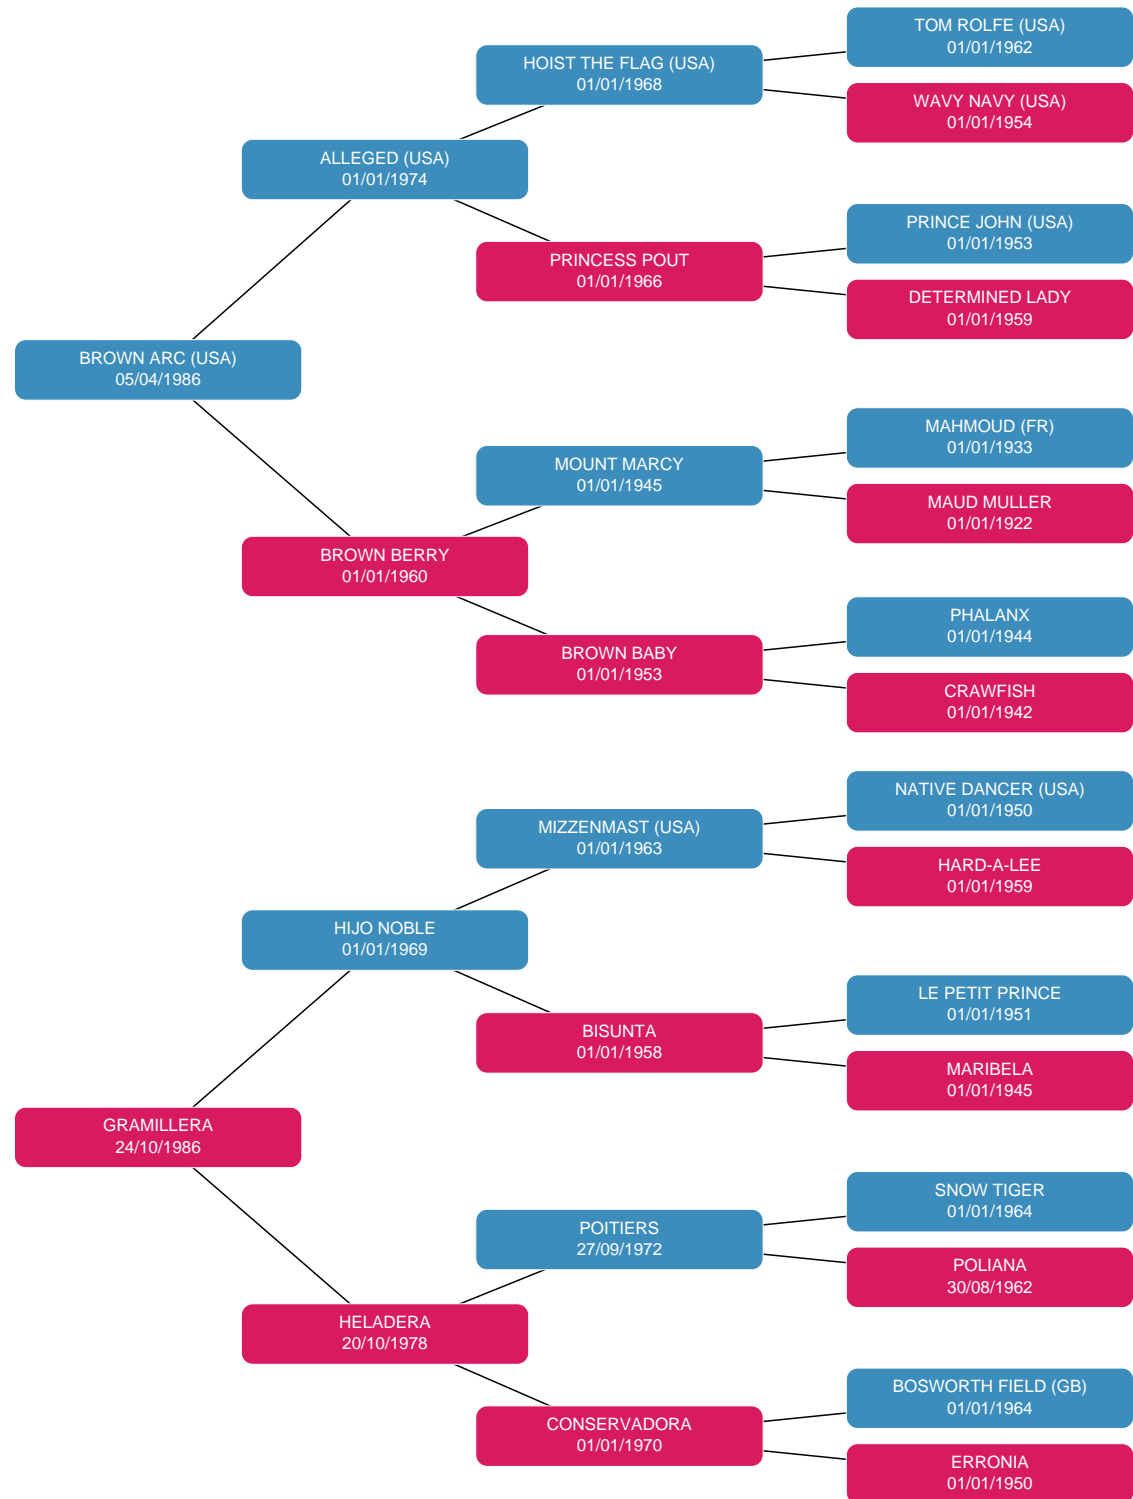 TOM ROLFE (USA)
01/01/1962
HOIST THE FLAG (USA)
01/01/1968
WAVY NAVY (USA)
01/01/1954
ALLEGED (USA)
01/01/1974
PRINCE JOHN (USA)
01/01/1953
PRINCESS POUT
01/01/1966
DETERMINED LADY
01/01/1959
BROWN ARC (USA)
05/04/1986
MAHMOUD (FR)
01/01/1933
MOUNT MARCY
01/01/1945
MAUD MULLER
01/01/1922
BROWN BERRY
01/01/1960
PHALANX
01/01/1944
BROWN BABY
01/01/1953
CRAWFISH
01/01/1942
NATIVE DANCER (USA)
01/01/1950
MIZZENMAST (USA)
01/01/1963
HARD-A-LEE
01/01/1959
HIJO NOBLE
01/01/1969
LE PETIT PRINCE
01/01/1951
BISUNTA
01/01/1958
MARIBELA
01/01/1945
GRAMILLERA
24/10/1986
SNOW TIGER
01/01/1964
POITIERS
27/09/1972
POLIANA
30/08/1962
HELADERA
20/10/1978
BOSWORTH FIELD (GB)
01/01/1964
CONSERVADORA
01/01/1970
ERRONIA
01/01/1950